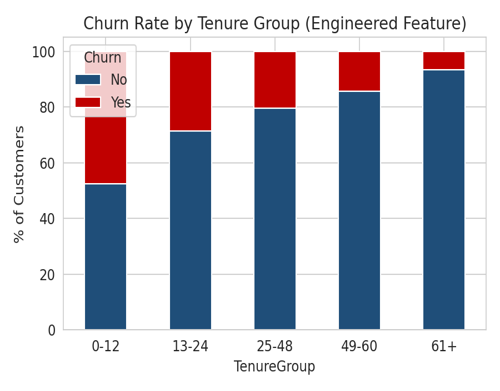 Churn Rate by Tenure Group (Engineered Feature)
Churn
No
Yes
% of Customers
100
80
60
40
20
0
0-12 13-24 25-48 49-60 61+
TenureGroup